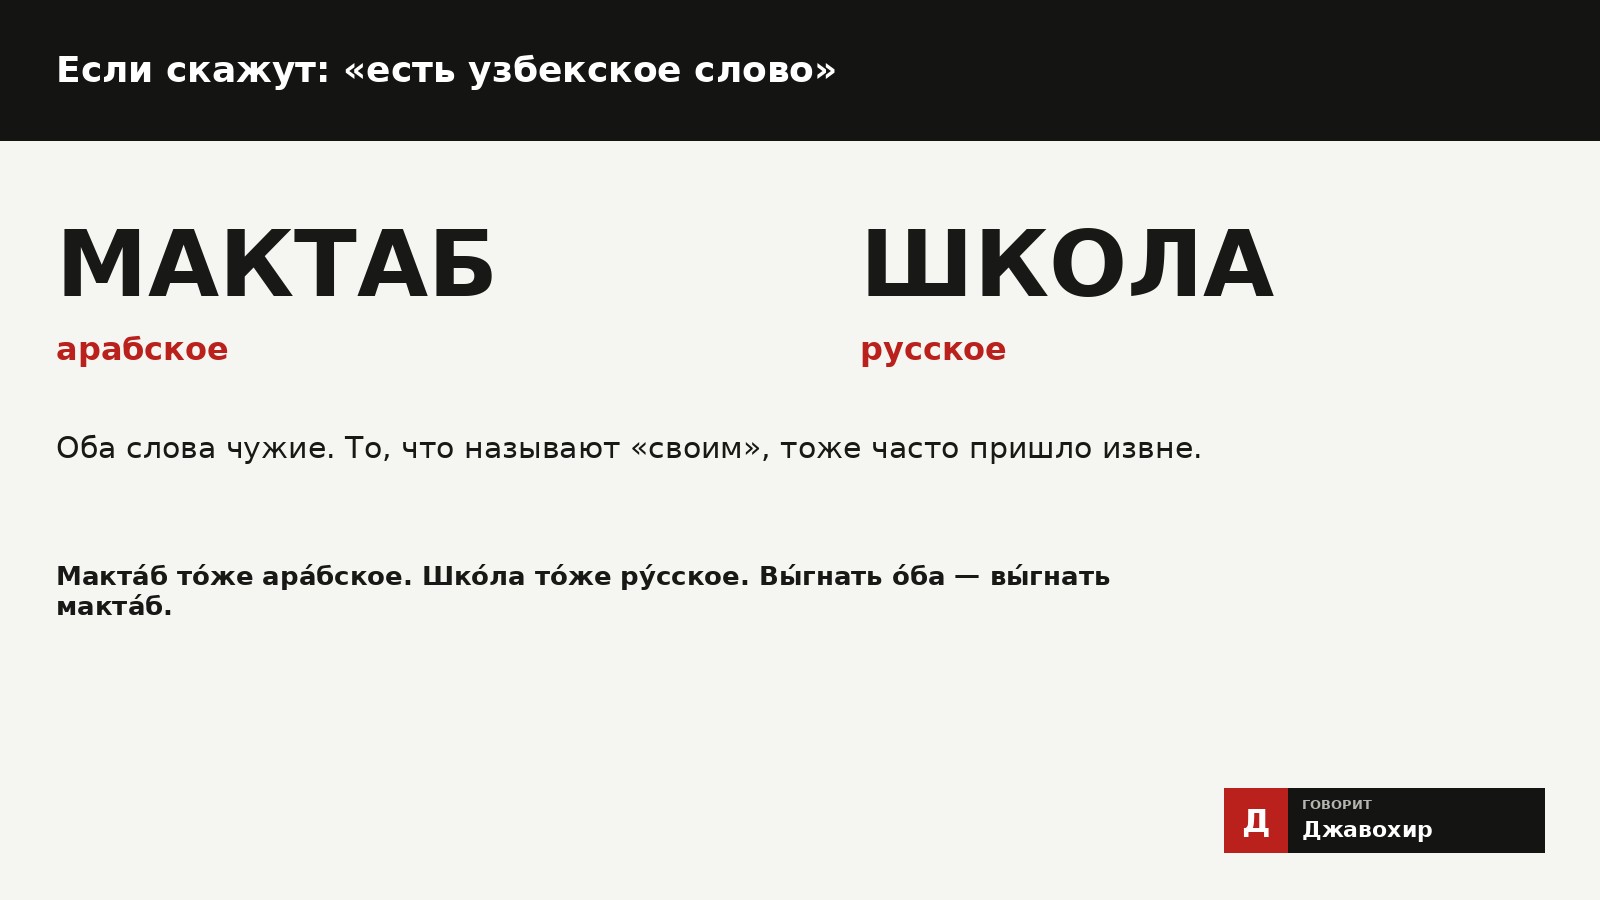 Если скажут: «есть узбекское слово»
МАКТАБ
ШКОЛА
арабское
русское
Оба слова чужие. То, что называют «своим», тоже часто пришло извне.
Макта́б то́же ара́бское. Шко́ла то́же ру́сское. Вы́гнать о́ба — вы́гнать
макта́б.
Д
ГОВОРИТ
Джавохир